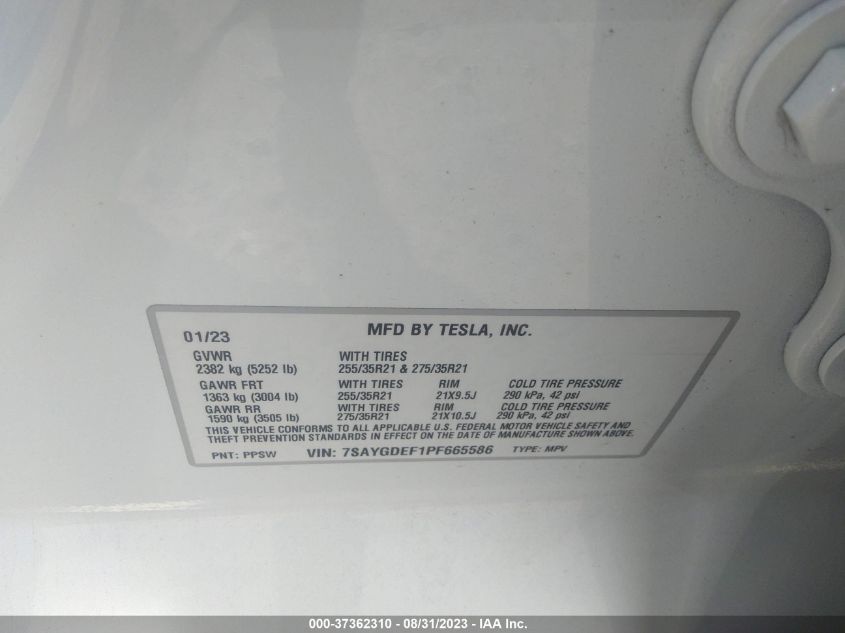 01/23 MFD BY TESLA, INC.
GVWR WITH TIRES
2382 kg (5252 lb) 255/35R21 & 275/35R21
GAWR FRT WITH TIRES RIM COLD TIRE PRESSURE
1363 kg (3004 lb) 255/35R21 21X9.5J 290 kPa, 42 psi
GAWR RR WITH TIRES RIM COLD TIRE PRESSURE
1590 kg (3505 lb) 275/35R21 21X10.5J 290 kPa, 42 psi
THIS VEHICLE CONFORMS TO ALL APPLICABLE U.S. FEDERAL MOTOR VEHICLE SAFETY AND
THEFT PREVENTION STANDARDS IN EFFECT ON THE DATE OF MANUFACTURE SHOWN ABOVE.
PNT: PPSW VIN: 7SAYGDEF1PF665586 TYPE: MPV
000-37362310 - 08/31/2023 - IAA Inc.